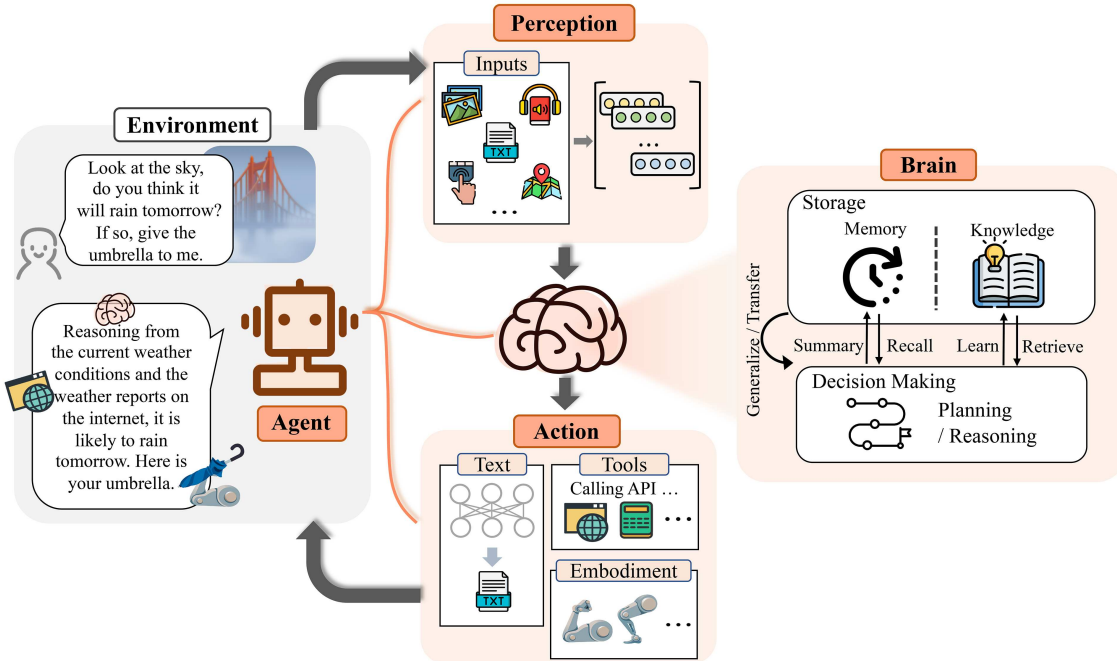 Perception
Inputs
TXT
...
...
Environment
Look at the sky,
do you think it
will rain tomorrow?
If so, give the
umbrella to me.
Reasoning from
the current weather
conditions and the
weather reports on
the internet, it is
likely to rain
tomorrow. Here is
your umbrella.
Agent
Action
Text
TXT
Tools
Calling API ...
...
Embodiment
...
Brain
Storage
Memory
Knowledge
Generalize / Transfer
Summary
Recall
Learn
Retrieve
Decision Making
Planning
/ Reasoning